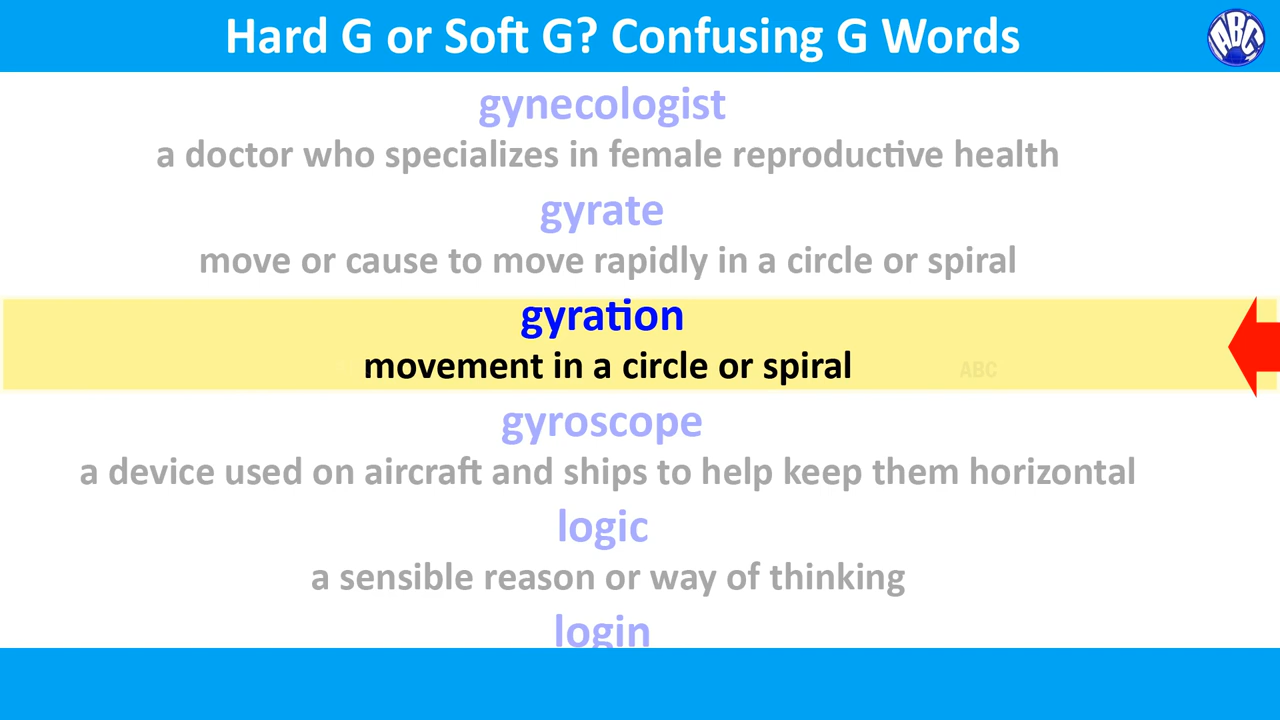 Hard G or Soft G? Confusing G Words
ABC
gynecologist
a doctor who specializes in female reproductive health
gyrate
move or cause to move rapidly in a circle or spiral
gyration
movement in a circle or spiral
ABC
gyroscope
a device used on aircraft and ships to help keep them horizontal
logic
a sensible reason or way of thinking
login